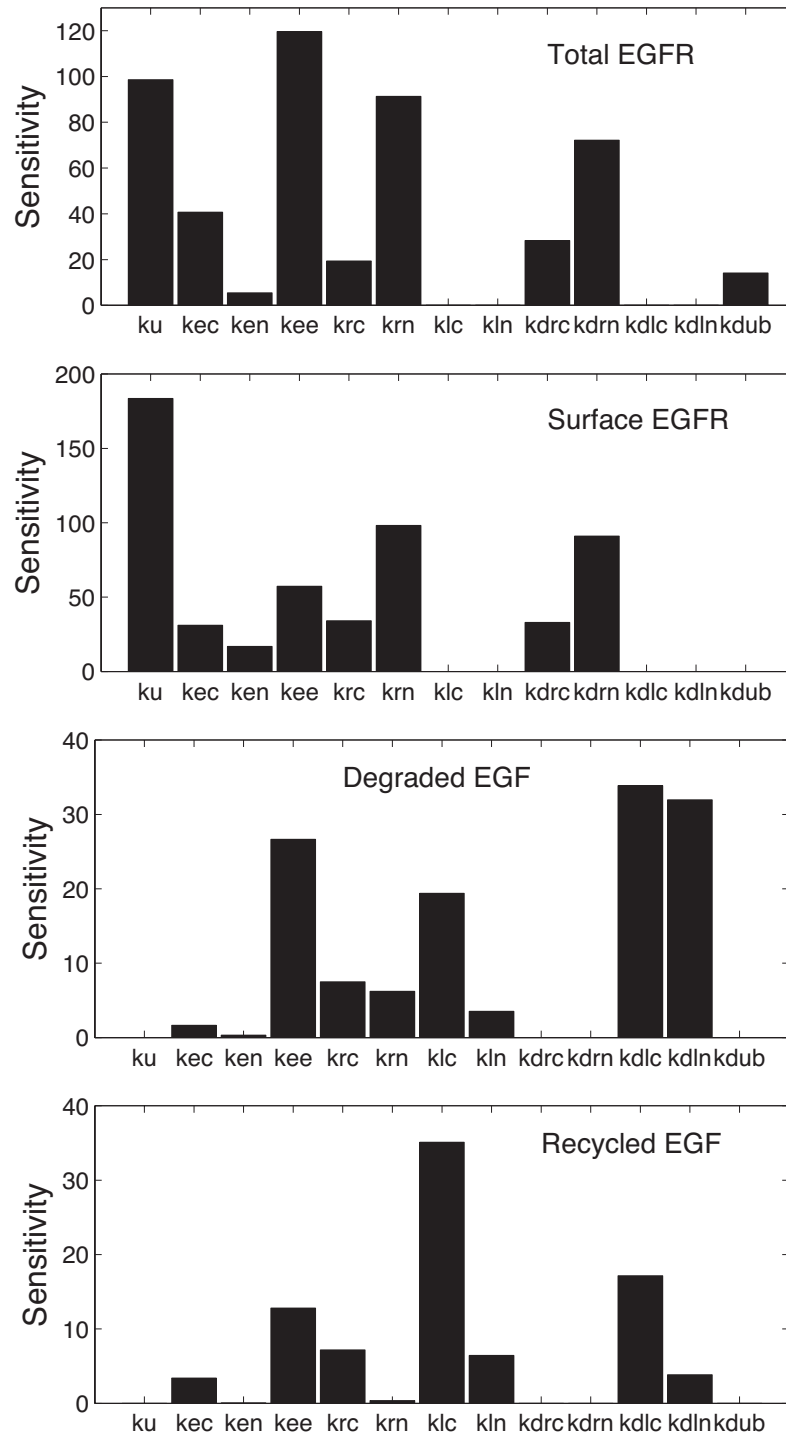 120
Total EGFR
100
80
60
40
20
0
Sensitivity
ku kec ken kee krc krn klc kln kdrc kdrn kdlc kdln kdub
200
Surface EGFR
150
100
50
0
Sensitivity
ku kec ken kee krc krn klc kln kdrc kdrn kdlc kdln kdub
40
Degraded EGF
30
20
10
0
Sensitivity
ku kec ken kee krc krn klc kln kdrc kdrn kdlc kdln kdub
40
Recycled EGF
30
20
10
0
Sensitivity
ku kec ken kee krc krn klc kln kdrc kdrn kdlc kdln kdub